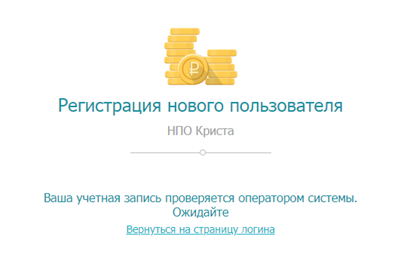 Регистрация нового пользователя
НПО Криста
Ваша учетная запись проверяется оператором системы.
Ожидайте
Вернуться на страницу логина